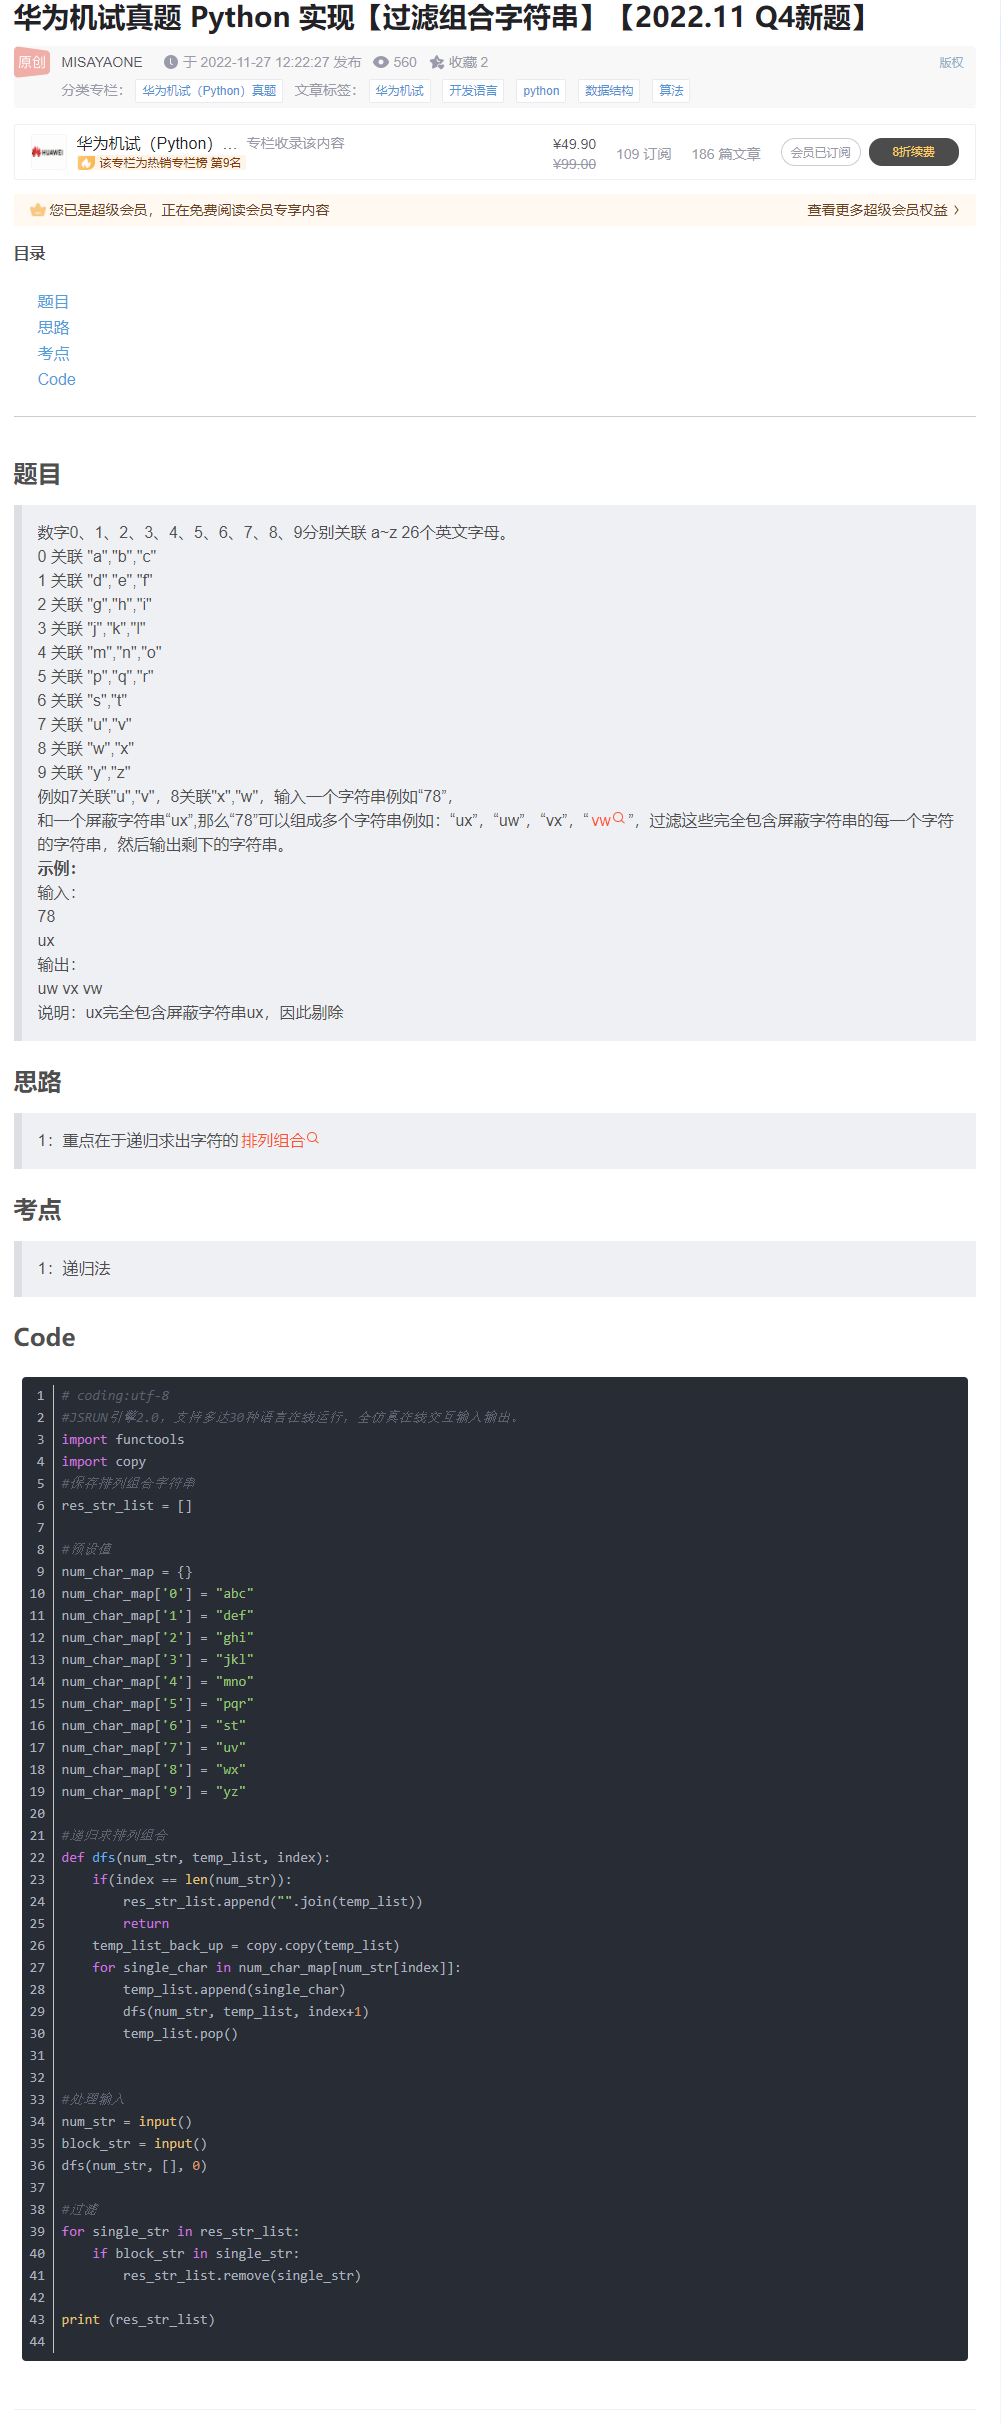 华为机试真题 Python 实现【过滤组合字符串】【2022.11 Q4新题】
原创 MISAYAONE 于 2022-11-27 12:22:27 发布 560 收藏 2 版权
分类专栏： 华为机试（Python）真题 文章标签： 华为机试 开发语言 python 数据结构 算法
HUAWEI 华为机试（Python）... 专栏收录该内容
该专栏为热销专栏榜 第9名
¥49.90
¥99.00
109 订阅 186 篇文章 会员已订阅 8折续费
您已是超级会员，正在免费阅读会员专享内容 查看更多超级会员权益
目录
题目
思路
考点
Code
题目
数字0、1、2、3、4、5、6、7、8、9分别关联 a~z 26个英文字母。
0 关联 "a","b","c"
1 关联 "d","e","f"
2 关联 "g","h","i"
3 关联 "j","k","l"
4 关联 "m","n","o"
5 关联 "p","q","r"
6 关联 "s","t"
7 关联 "u","v"
8 关联 "w","x"
9 关联 "y","z"
例如7关联"u","v"，8关联"x","w"，输入一个字符串例如“78”，
和一个屏蔽字符串“ux”,那么“78”可以组成多个字符串例如：“ux”，“uw”，“vx”，“vw”，过滤这些完全包含屏蔽字符串的每一个字符
的字符串，然后输出剩下的字符串。
示例：
输入：
78
ux
输出：
uw vx vw
说明：ux完全包含屏蔽字符串ux，因此剔除
思路
1：重点在于递归求出字符的 排列组合
考点
1：递归法
Code
1 # coding:utf-8
2 #JSRUN引擎2.0，支持多达30种语言在线运行，全仿真在线交互输入输出。
3 import functools
4 import copy
5 #保存排列组合字符串
6 res_str_list = []
7
8 #预设值
9 num_char_map = {}
10 num_char_map['0'] = "abc"
11 num_char_map['1'] = "def"
12 num_char_map['2'] = "ghi"
13 num_char_map['3'] = "jkl"
14 num_char_map['4'] = "mno"
15 num_char_map['5'] = "pqr"
16 num_char_map['6'] = "st"
17 num_char_map['7'] = "uv"
18 num_char_map['8'] = "wx"
19 num_char_map['9'] = "yz"
20
21 #递归求排列组合
22 def dfs(num_str, temp_list, index):
23     if(index == len(num_str)):
24         res_str_list.append("".join(temp_list))
25         return
26     temp_list_back_up = copy.copy(temp_list)
27     for single_char in num_char_map[num_str[index]]:
28         temp_list.append(single_char)
29         dfs(num_str, temp_list, index+1)
30         temp_list.pop()
31
32
33 #处理输入
34 num_str = input()
35 block_str = input()
36 dfs(num_str, [], 0)
37
38 #过滤
39 for single_str in res_str_list:
40     if block_str in single_str:
41         res_str_list.remove(single_str)
42
43 print (res_str_list)
44